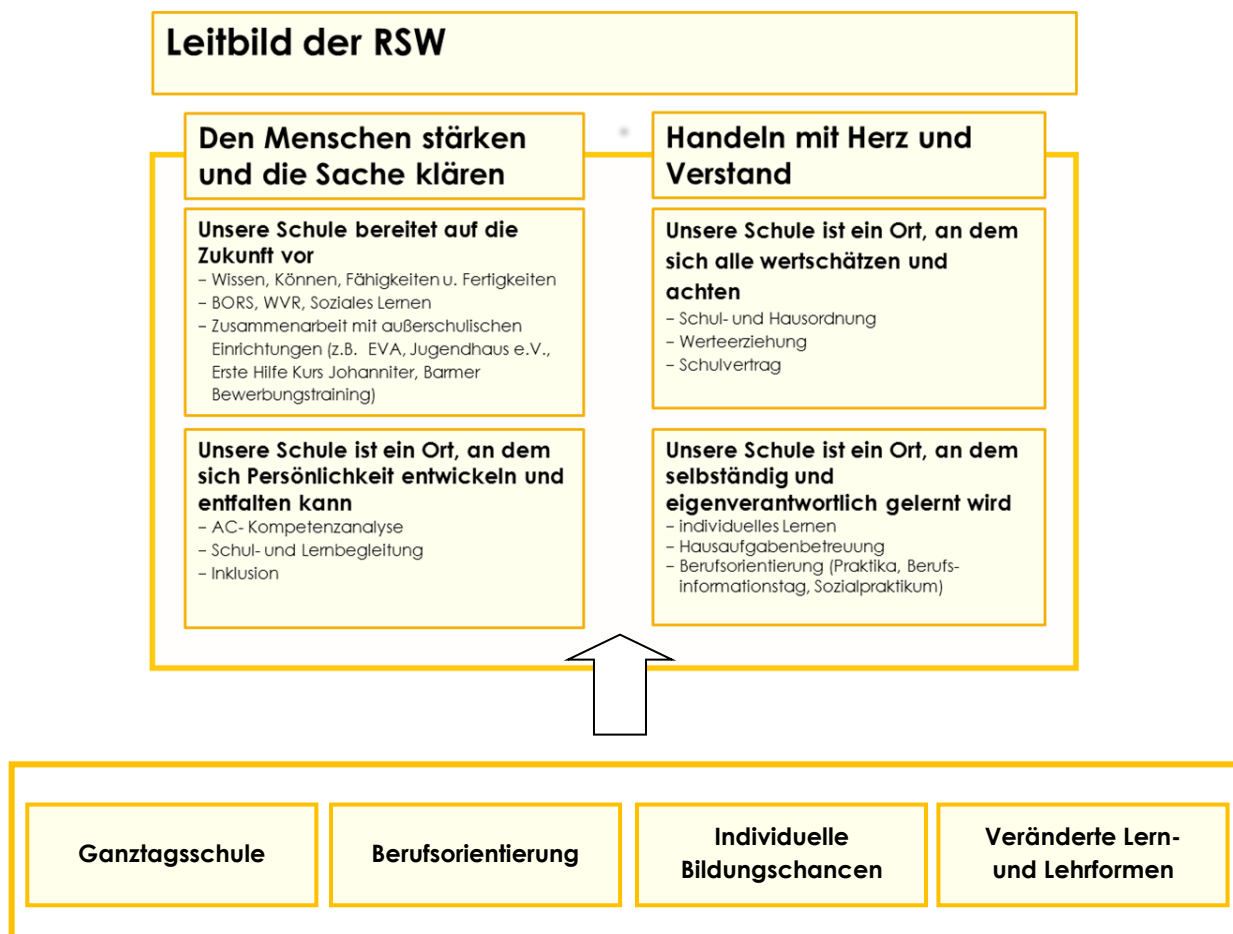 Leitbild der RSW
Den Menschen stärken
und die Sache klären
Unsere Schule bereitet auf die
Zukunft vor
– Wissen, Können, Fähigkeiten u. Fertigkeiten
– BORS, WVR, Soziales Lernen
– Zusammenarbeit mit außerschulischen
Einrichtungen (z.B. EVA, Jugendhaus e.V.,
Erste Hilfe Kurs Johanniter, Barmer
Bewerbungstraining)
Unsere Schule ist ein Ort, an dem
sich Persönlichkeit entwickeln und
entfalten kann
– AC- Kompetenzanalyse
– Schul- und Lernbegleitung
– Inklusion
Handeln mit Herz und
Verstand
Unsere Schule ist ein Ort, an dem
sich alle wertschätzen und
achten
– Schul- und Hausordnung
– Werteerziehung
– Schulvertrag
Unsere Schule ist ein Ort, an dem
selbständig und
eigenverantwortlich gelernt wird
– individuelles Lernen
– Hausaufgabenbetreuung
– Berufsorientierung (Praktika, Berufs-
informationstag, Sozialpraktikum)
Ganztagsschule
Berufsorientierung
Individuelle
Bildungschancen
Veränderte Lern-
und Lehrformen